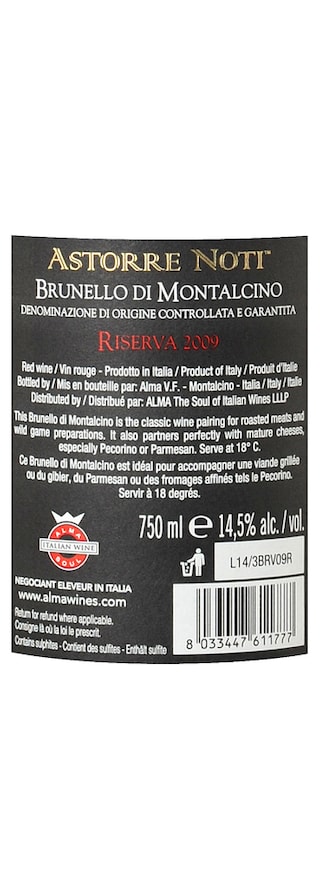 ASTORRE NOTI™
BRUNELLO DI MONTALCINO
DENOMINAZIONE DI ORIGINE CONTROLLATA E GARANTITA
RISERVA 2009
Red wine / Vin rouge - Prodotto in Italia / Product of Italy / Produit d'Italie
Bottled by / Mis en bouteille par: Alma V.F. - Montalcino - Italia / Italy / Italie
Distributed by / Distribué par: ALMA The Soul of Italian Wines LLLP
This Brunello di Montalcino is the classic wine pairing for roasted meats and
wild game preparations. It also partners perfectly with mature cheeses,
especially Pecorino or Parmesan. Serve at 18° C.
Ce Brunello di Montalcino est idéal pour accompagner une viande grillée
ou du gibier, du Parmesan ou des fromages affinés tels le Pecorino.
Servir à 18 degrés.
ALMA
ITALIAN WINE
SOUL
750 ml e 14,5% alc. / vol.
L14/3BRV09R
NEGOCIANT ELEVEUR IN ITALIA
www.almawines.com
Return for refund where applicable.
Consigne là où la loi le prescrit.
Contains sulphites - Contient des sulfites - Enthält sulfite
8 033447 611777